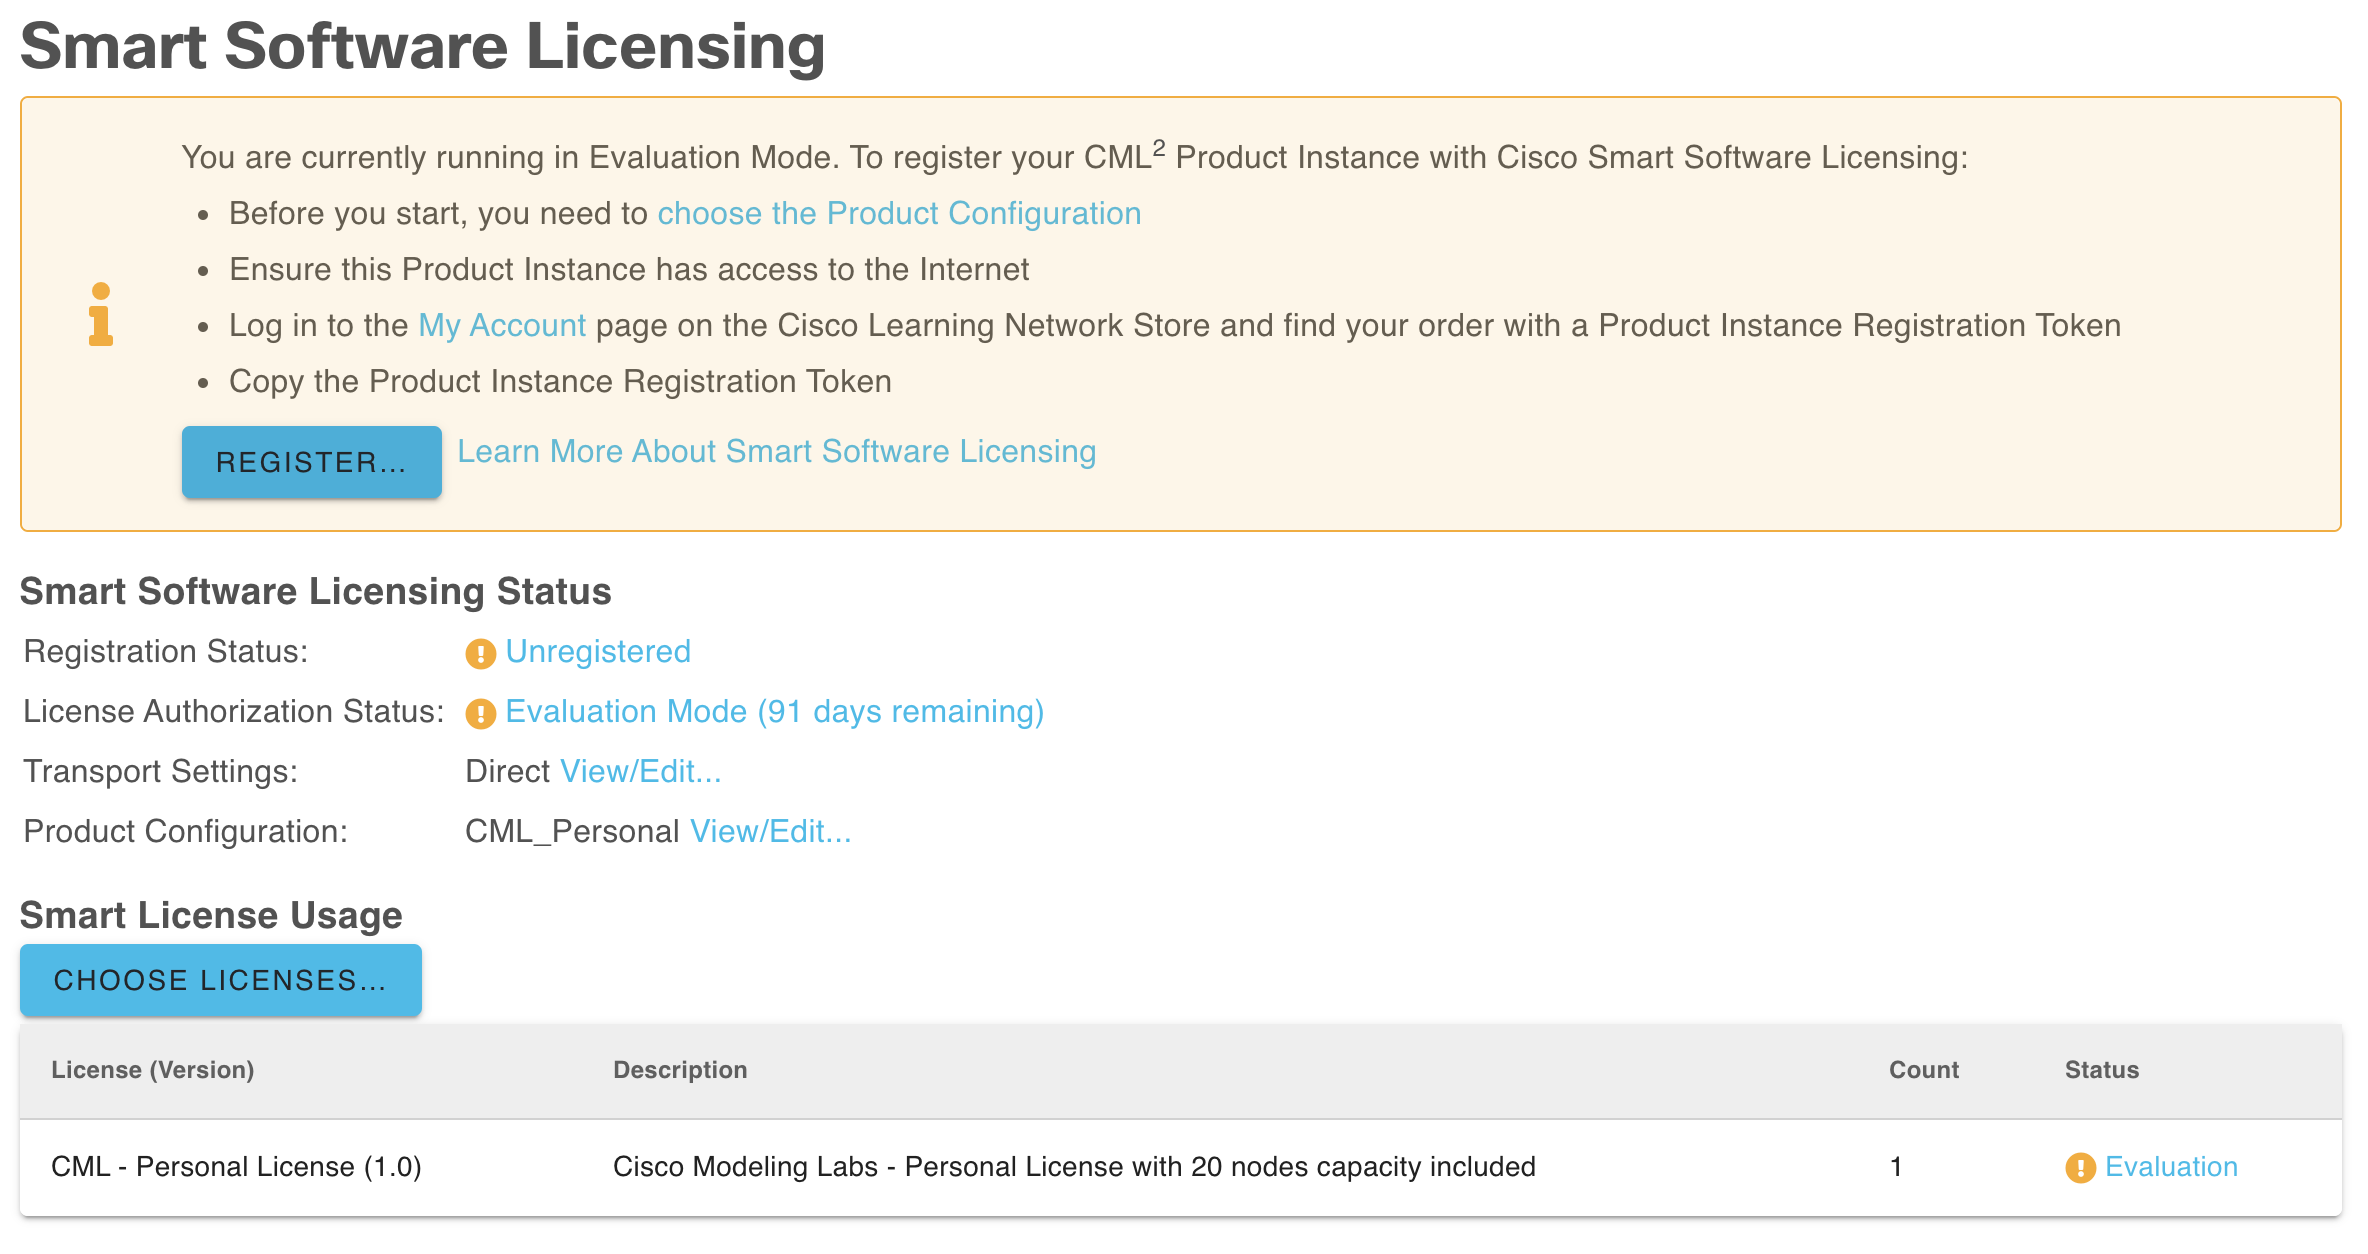 Smart Software Licensing
You are currently running in Evaluation Mode. To register your CML² Product Instance with Cisco Smart Software Licensing:
• Before you start, you need to choose the Product Configuration
• Ensure this Product Instance has access to the Internet
• Log in to the My Account page on the Cisco Learning Network Store and find your order with a Product Instance Registration Token
• Copy the Product Instance Registration Token
REGISTER... Learn More About Smart Software Licensing
Smart Software Licensing Status
Registration Status: Unregistered
License Authorization Status: Evaluation Mode (91 days remaining)
Transport Settings: Direct View/Edit...
Product Configuration: CML_Personal View/Edit...
Smart License Usage
CHOOSE LICENSES...
License (Version) Description Count Status
CML - Personal License (1.0) Cisco Modeling Labs - Personal License with 20 nodes capacity included 1 Evaluation